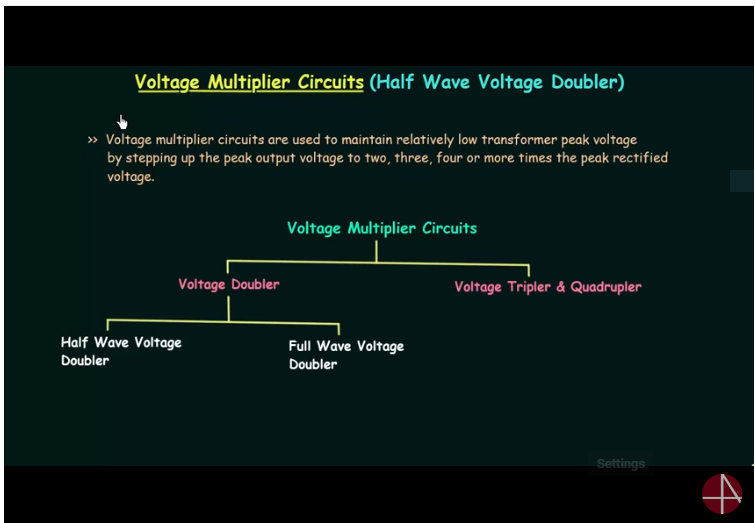 Voltage Multiplier Circuits (Half Wave Voltage Doubler)
>> Voltage multiplier circuits are used to maintain relatively low transformer peak voltage
by stepping up the peak output voltage to two, three, four or more times the peak rectified
voltage.
Voltage Multiplier Circuits
Voltage Doubler
Voltage Tripler & Quadrupler
Half Wave Voltage
Doubler
Full Wave Voltage
Doubler
Settings